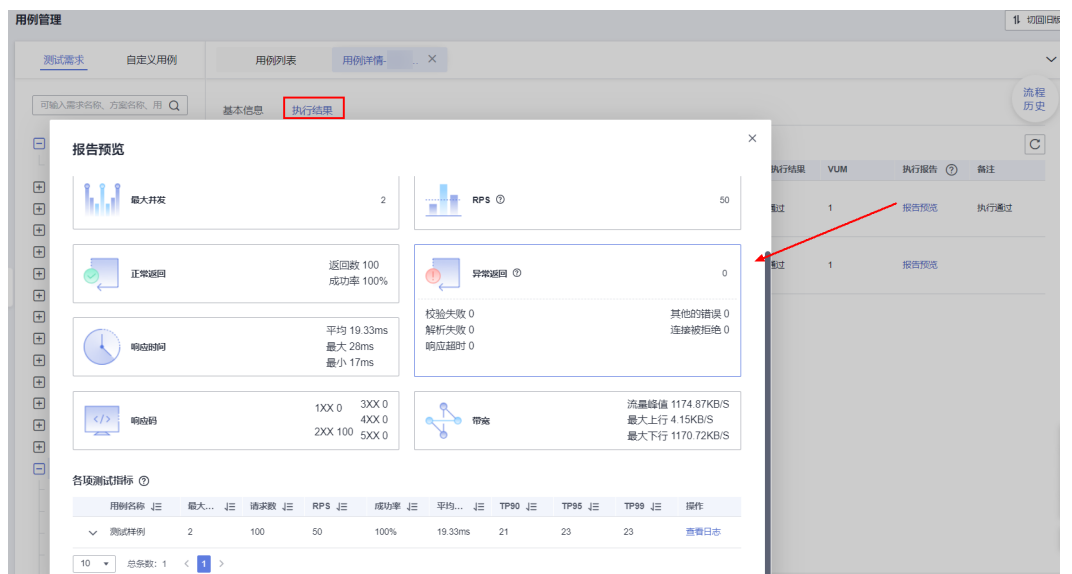 用例管理
切回旧版
测试需求 自定义用例 用例列表 用例详情- ..
可输入需求名称、方案名称、用
基本信息 执行结果
流程
历史
报告预览
执行结果 VUM 执行报告 备注
通过 1 报告预览 执行通过
通过 1 报告预览
最大并发 2
RPS 50
正常返回
返回数 100
成功率 100%
异常返回 0
校验失败 0 其他的错误 0
解析失败 0 连接被拒绝 0
响应超时 0
响应时间
平均 19.33ms
最大 28ms
最小 17ms
响应码
1XX 0 3XX 0
4XX 0
2XX 100 5XX 0
带宽
流量峰值 1174.87KB/S
最大上行 4.15KB/S
最大下行 1170.72KB/S
各项测试指标
用例名称 最大... 请求数 RPS 成功率 平均... TP90 TP95 TP99 操作
测试样例 2 100 50 100% 19.33ms 21 23 23 查看日志
10 总条数: 1 1